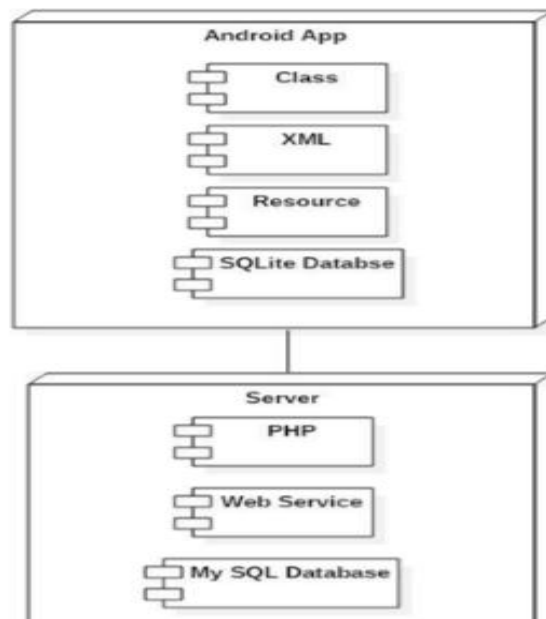 Android App
Class
XML
Resource
SQLite Databse
Server
PHP
Web Service
My SQL Database